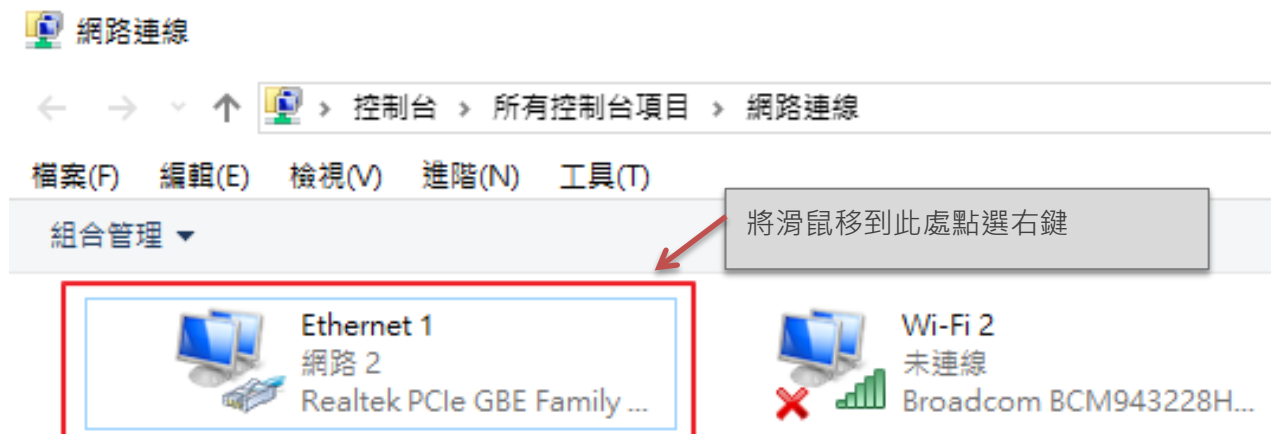 網路連線
控制台 › 所有控制台項目 › 網路連線
檔案(F) 編輯(E) 檢視(V) 進階(N) 工具(T)
將滑鼠移到此處點選右鍵
組合管理
Ethernet 1
網路 2
Realtek PCIe GBE Family ...
Wi-Fi 2
未連線
Broadcom BCM943228H...